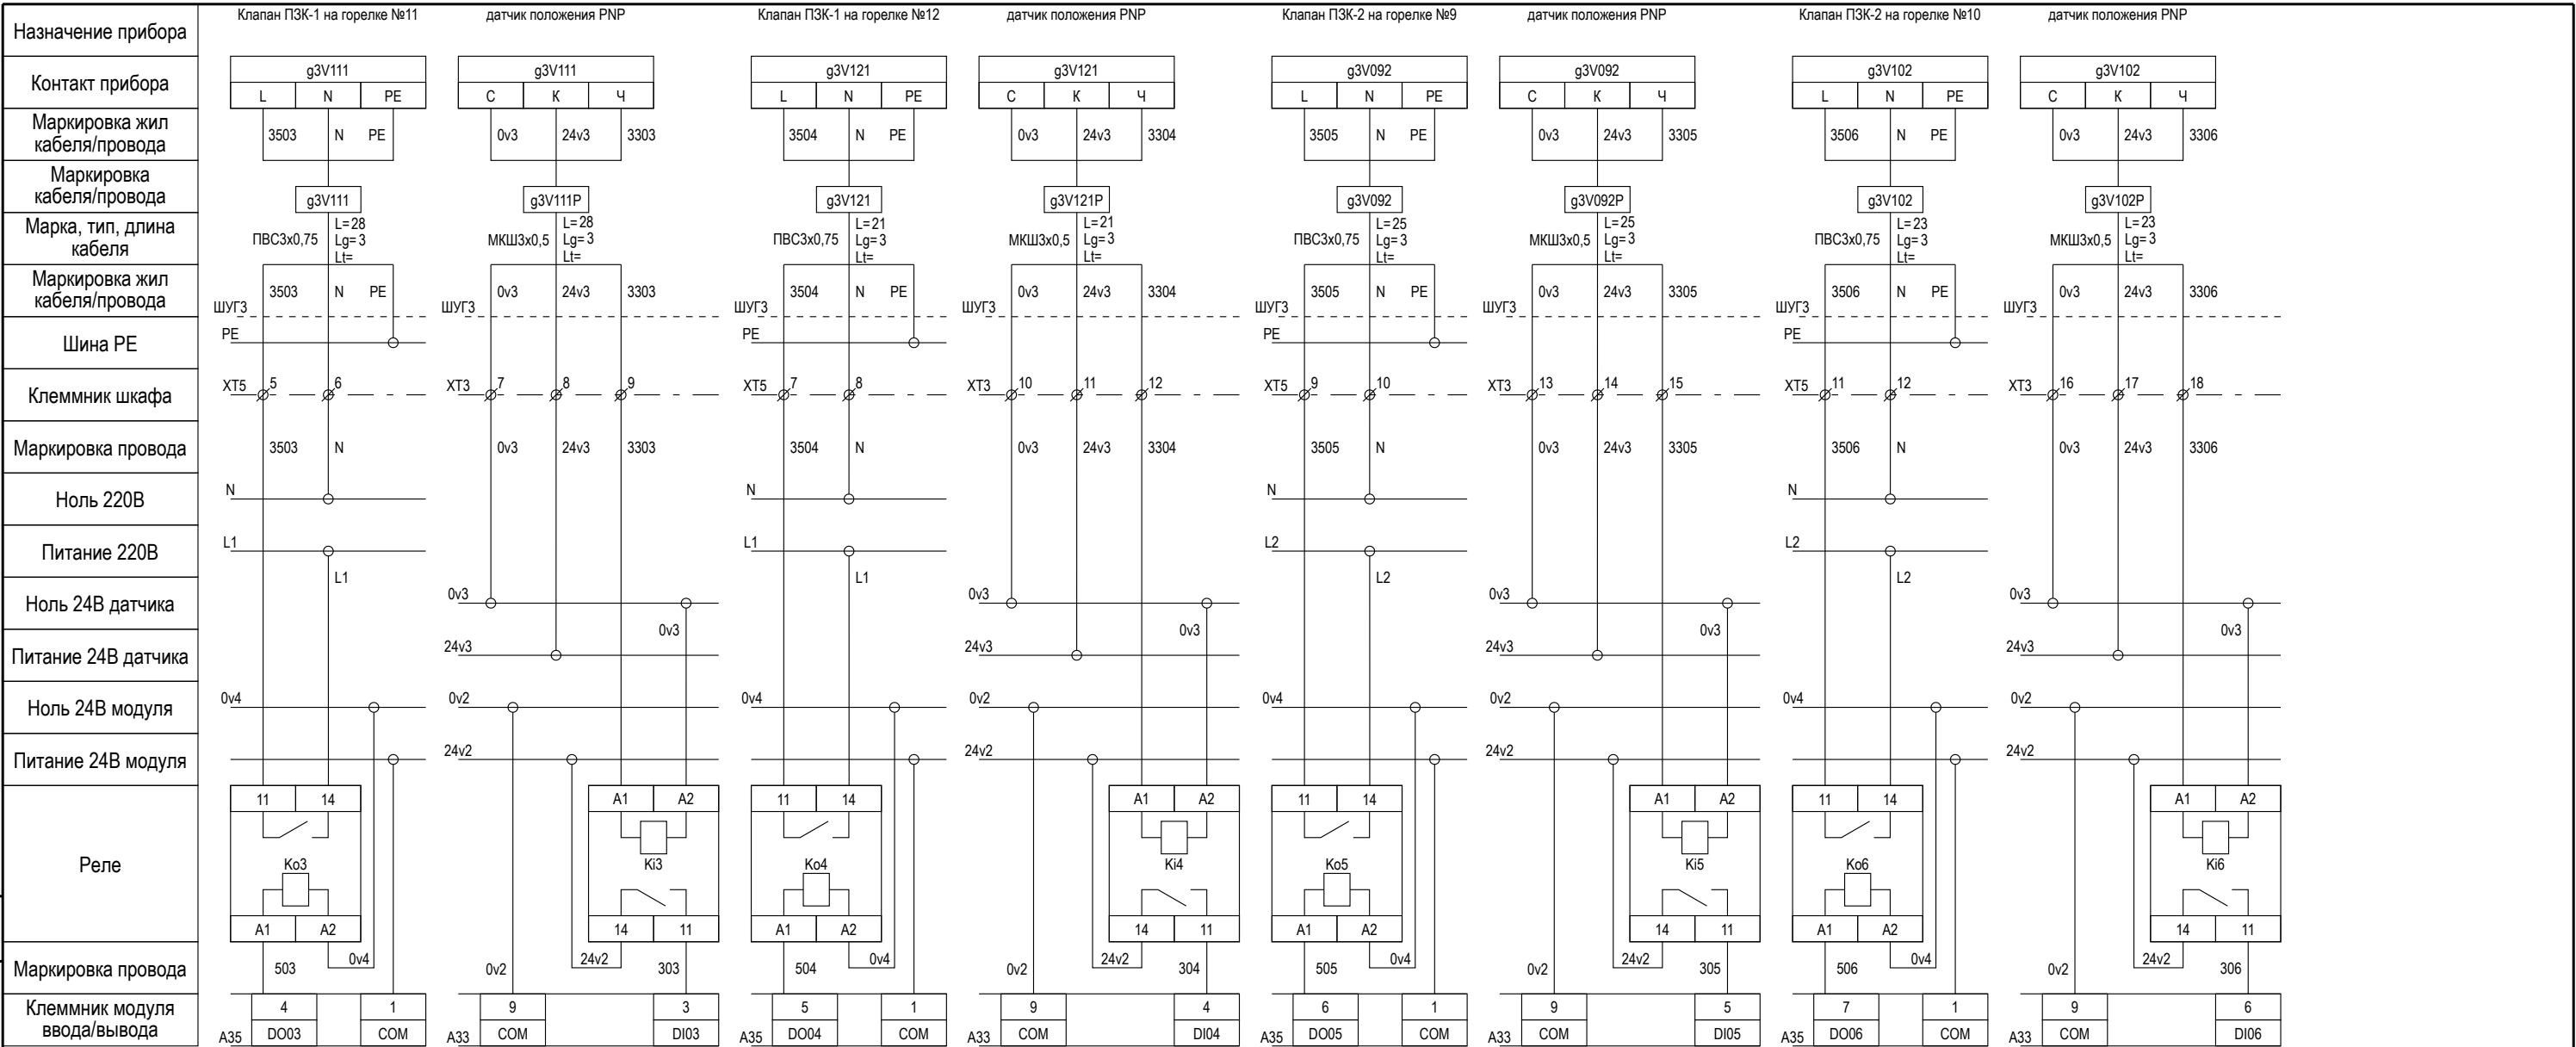 Назначение прибора
Клапан ПЗК-1 на горелке №11 датчик положения PNP Клапан ПЗК-1 на горелке №12 датчик положения PNP Клапан ПЗК-2 на горелке №9 датчик положения PNP Клапан ПЗК-2 на горелке №10 датчик положения PNP
Контакт прибора
g3V111 g3V111 g3V121 g3V121 g3V092 g3V092 g3V102 g3V102
L N PE С К Ч L N PE С К Ч L N PE С К Ч L N PE С К Ч
Маркировка жил
кабеля/провода
3503 N PE 0v3 24v3 3303 3504 N PE 0v3 24v3 3304 3505 N PE 0v3 24v3 3305 3506 N PE 0v3 24v3 3306
Маркировка
кабеля/провода
g3V111 g3V111P g3V121 g3V121P g3V092 g3V092P g3V102 g3V102P
Марка, тип, длина
кабеля
L=28 L=28 L=21 L=21 L=25 L=25 L=23 L=23
ПВС3х0,75 Lg=3 МКШ3х0,5 Lg=3 ПВС3х0,75 Lg=3 МКШ3х0,5 Lg=3 ПВС3х0,75 Lg=3 МКШ3х0,5 Lg=3 ПВС3х0,75 Lg=3 МКШ3х0,5 Lg=3
Lt= Lt= Lt= Lt= Lt= Lt= Lt= Lt=
Маркировка жил
кабеля/провода
3503 N PE 0v3 24v3 3303 3504 N PE 0v3 24v3 3304 3505 N PE 0v3 24v3 3305 3506 N PE 0v3 24v3 3306
ШУГ3 ШУГ3 ШУГ3 ШУГ3 ШУГ3 ШУГ3 ШУГ3 ШУГ3
Шина PE
PE PE PE PE
Клеммник шкафа
XT5 5 6 XT3 7 8 9 XT5 7 8 XT3 10 11 12 XT5 9 10 XT3 13 14 15 XT5 11 12 XT3 16 17 18
Маркировка провода
3503 N 0v3 24v3 3303 3504 N 0v3 24v3 3304 3505 N 0v3 24v3 3305 3506 N 0v3 24v3 3306
Ноль 220В
N N N N
Питание 220В
L1 L1 L2 L2
L1 L1 L2 L2
Ноль 24В датчика
0v3 0v3 0v3 0v3
0v3 0v3 0v3 0v3
Питание 24В датчика
24v3 24v3 24v3 24v3
Ноль 24В модуля
0v4 0v2 0v4 0v2 0v4 0v2 0v4 0v2
Питание 24В модуля
24v2 24v2 24v2 24v2
Реле
11 14 A1 A2 11 14 A1 A2 11 14 A1 A2 11 14 A1 A2
Ko3 Ki3 Ko4 Ki4 Ko5 Ki5 Ko6 Ki6
A1 A2 14 11 A1 A2 14 11 A1 A2 14 11 A1 A2 14 11
Маркировка провода
503 0v4 0v2 24v2 303 504 0v4 0v2 24v2 304 505 0v4 0v2 24v2 305 506 0v4 0v2 24v2 306
Клеммник модуля
ввода/вывода
4 1 9 3 5 1 9 4 6 1 9 5 7 1 9 6
A35 DO03 COM A33 COM DI03 A35 DO04 COM A33 COM DI04 A35 DO05 COM A33 COM DI05 A35 DO06 COM A33 COM DI06